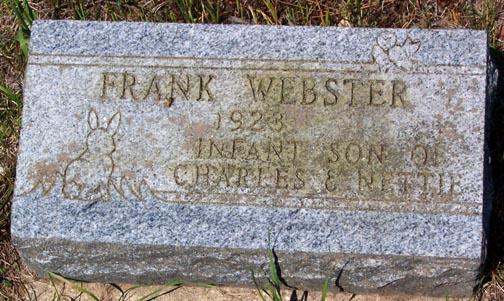 FRANK WEBSTER
1923
INFANT SON OF
CHARLES & NETTIE